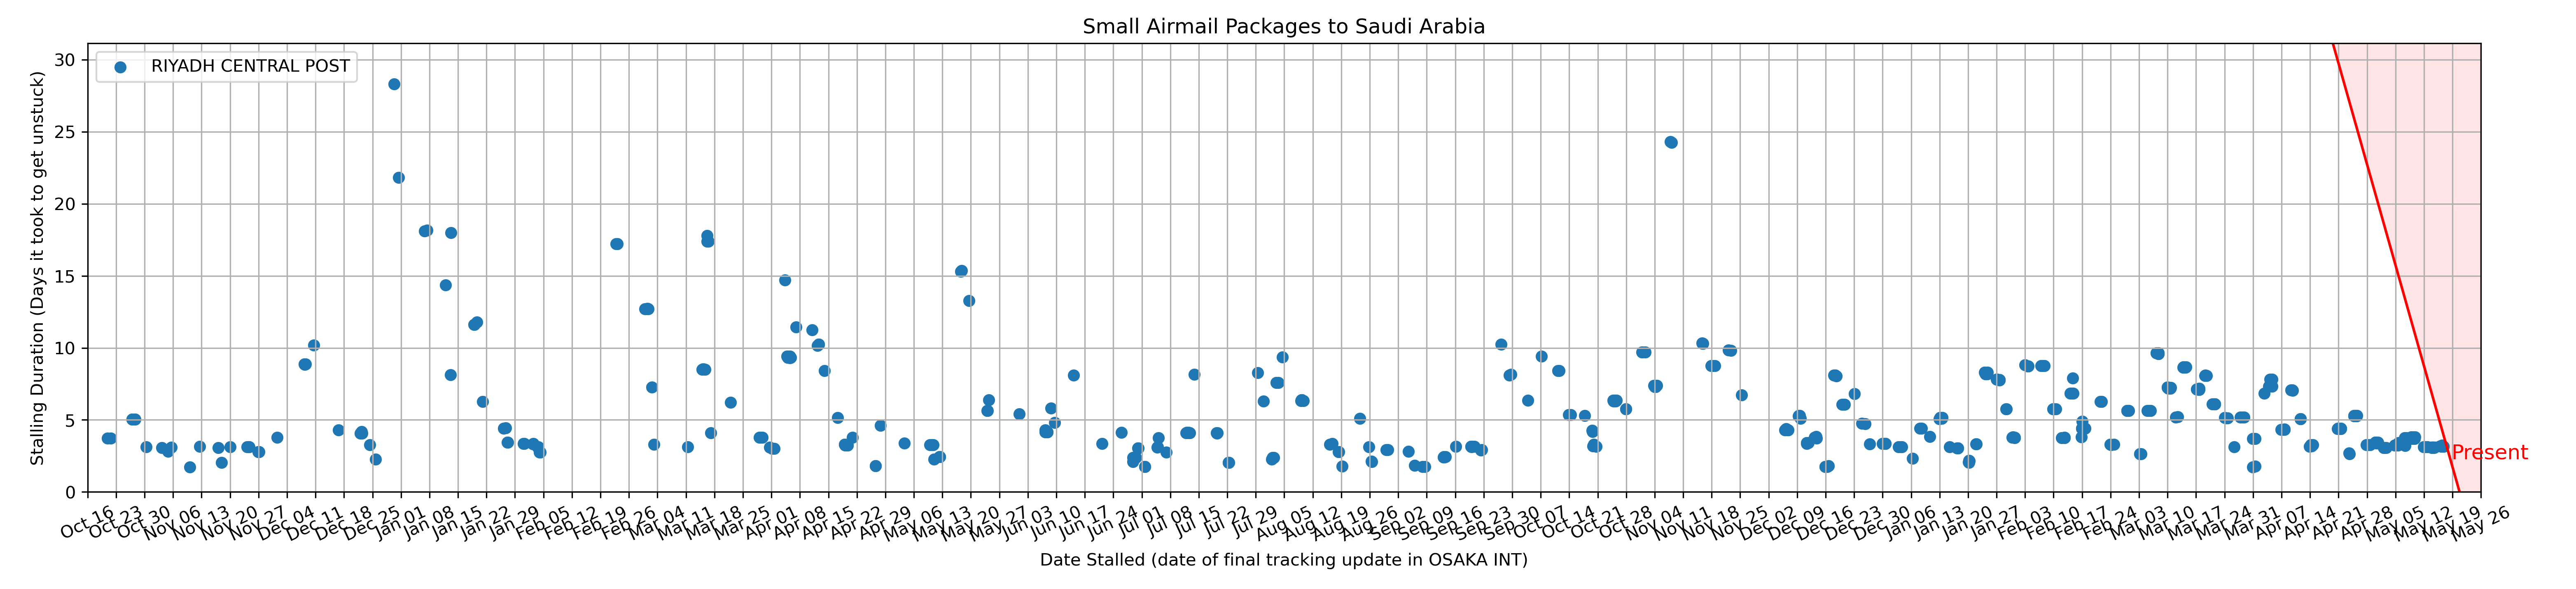 Small Airmail Packages to Saudi Arabia
RIYADH CENTRAL POST
Stalling Duration (Days it took to get unstuck)
30
25
20
15
10
5
0
Present
Oct 16 Oct 23 Oct 30 Nov 06 Nov 13 Nov 20 Nov 27 Dec 04 Dec 11 Dec 18 Dec 25 Jan 01 Jan 08 Jan 15 Jan 22 Jan 29 Feb 05 Feb 12 Feb 19 Feb 26 Mar 04 Mar 11 Mar 18 Mar 25 Apr 01 Apr 08 Apr 15 Apr 22 Apr 29 May 06 May 13 May 20 May 27 Jun 03 Jun 10 Jun 17 Jun 24 Jul 01 Jul 08 Jul 15 Jul 22 Jul 29 Aug 05 Aug 12 Aug 19 Aug 26 Sep 02 Sep 09 Sep 16 Sep 23 Sep 30 Oct 07 Oct 14 Oct 21 Oct 28 Nov 04 Nov 11 Nov 18 Nov 25 Dec 02 Dec 09 Dec 16 Dec 23 Dec 30 Jan 06 Jan 13 Jan 20 Jan 27 Feb 03 Feb 10 Feb 17 Feb 24 Mar 03 Mar 10 Mar 17 Mar 24 Mar 31 Apr 07 Apr 14 Apr 21 Apr 28 May 05 May 12 May 19 May 26
Date Stalled (date of final tracking update in OSAKA INT)